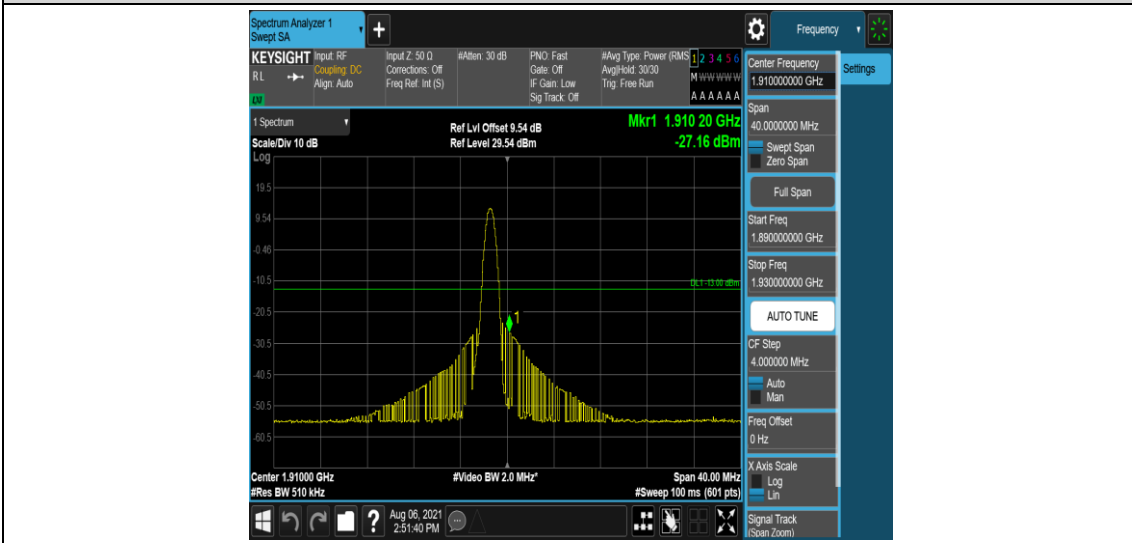 Spectrum Analyzer 1
Swept SA
Frequency
KEYSIGHT
RL
LXI
Input: RF
Coupling: DC
Align: Auto
Input Z: 50 Ω
Corrections: Off
Freq Ref: Int (S)
#Atten: 30 dB
PNO: Fast
Gate: Off
IF Gain: Low
Sig Track: Off
#Avg Type: Power (RMS
Avg|Hold: 30/30
Trig: Free Run
1 2 3 4 5 6
M W W W W W
A A A A A A
1 Spectrum
Scale/Div 10 dB
Log
Ref Lvl Offset 9.54 dB
Ref Level 29.54 dBm
Mkr1 1.910 20 GHz
-27.16 dBm
19.5
9.54
-0.46
-10.5
DL1 -13.00 dBm
-20.5
1
-30.5
-40.5
-50.5
-60.5
Center 1.91000 GHz
#Res BW 510 kHz
#Video BW 2.0 MHz*
Span 40.00 MHz
#Sweep 100 ms (601 pts)
?
Aug 06, 2021
2:51:40 PM
Center Frequency
1.910000000 GHz
Settings
Span
40.0000000 MHz
Swept Span
Zero Span
Full Span
Start Freq
1.890000000 GHz
Stop Freq
1.930000000 GHz
AUTO TUNE
CF Step
4.000000 MHz
Auto
Man
Freq Offset
0 Hz
X Axis Scale
Log
Lin
Signal Track
(Span Zoom)